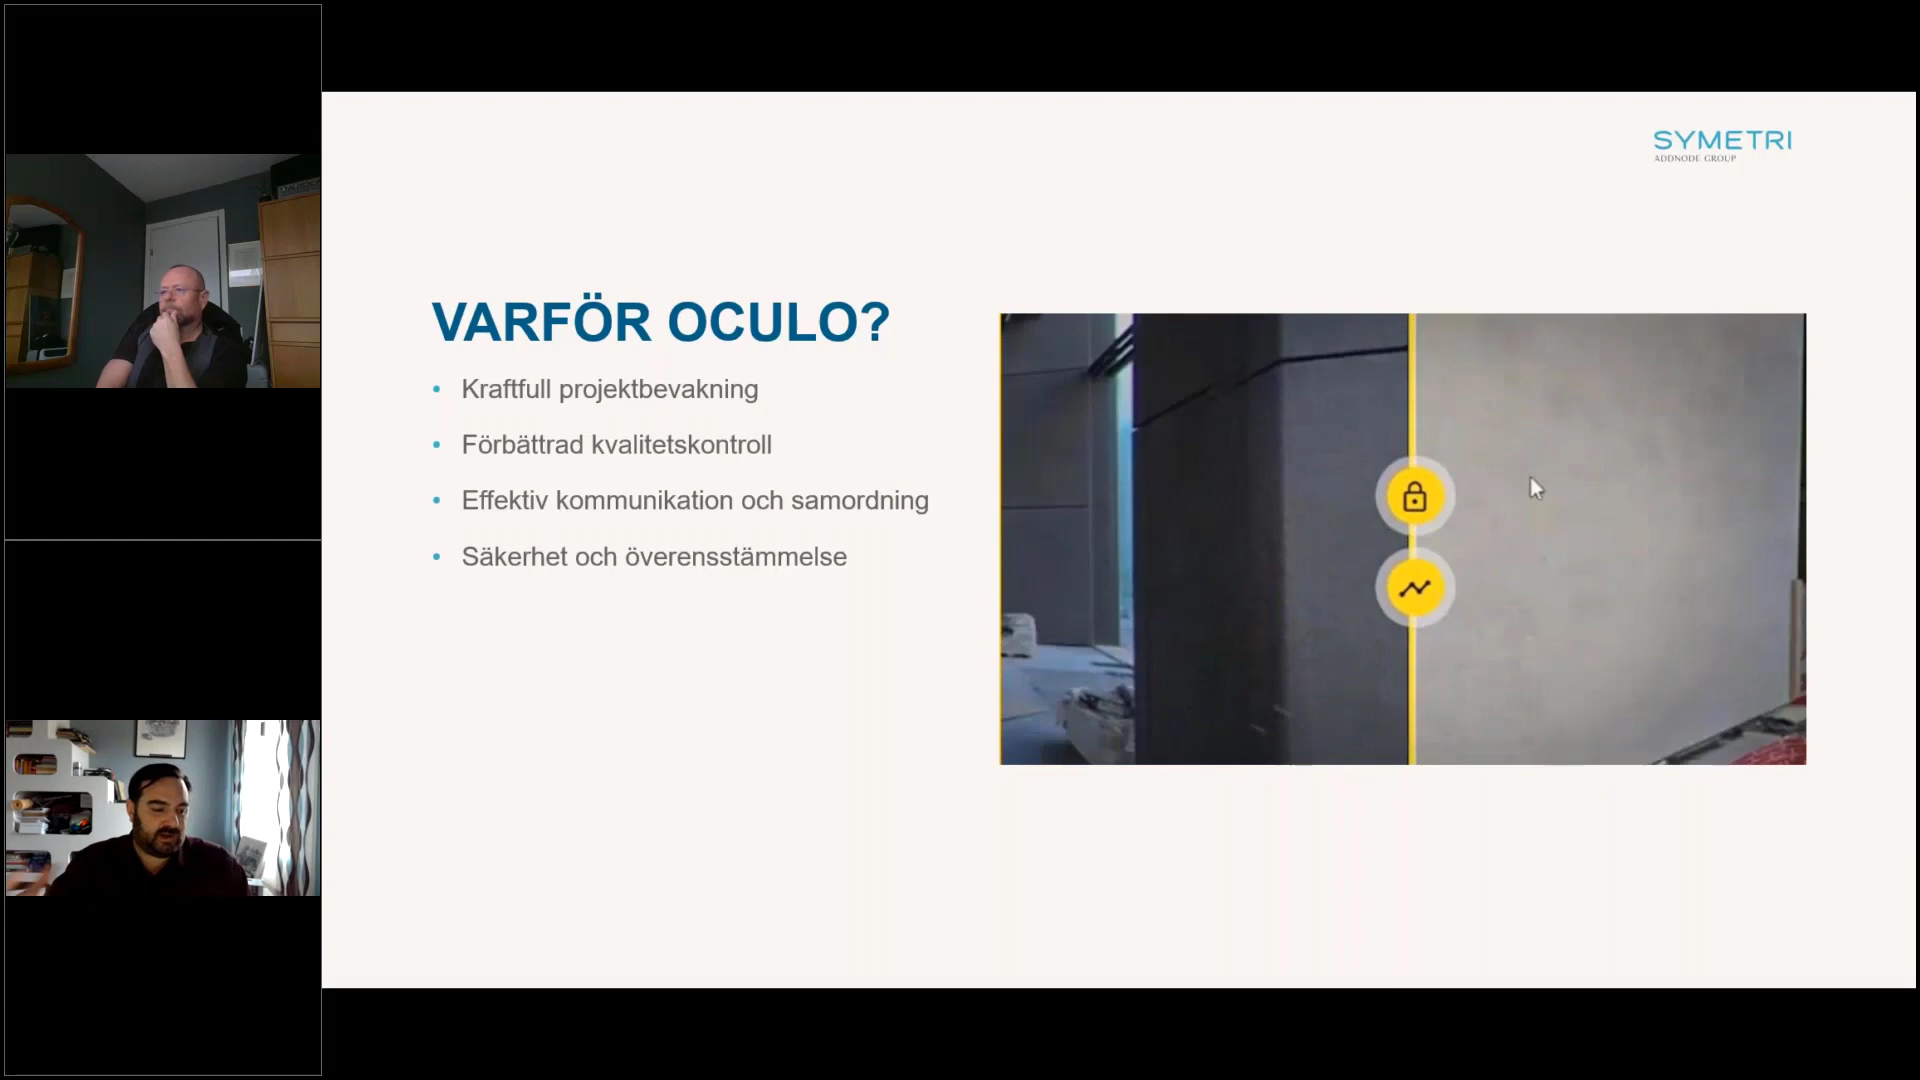 SYMETRI
ADDNODE GROUP
VARFÖR OCULO?
• Kraftfull projektbevakning
• Förbättrad kvalitetskontroll
• Effektiv kommunikation och samordning
• Säkerhet och överensstämmelse